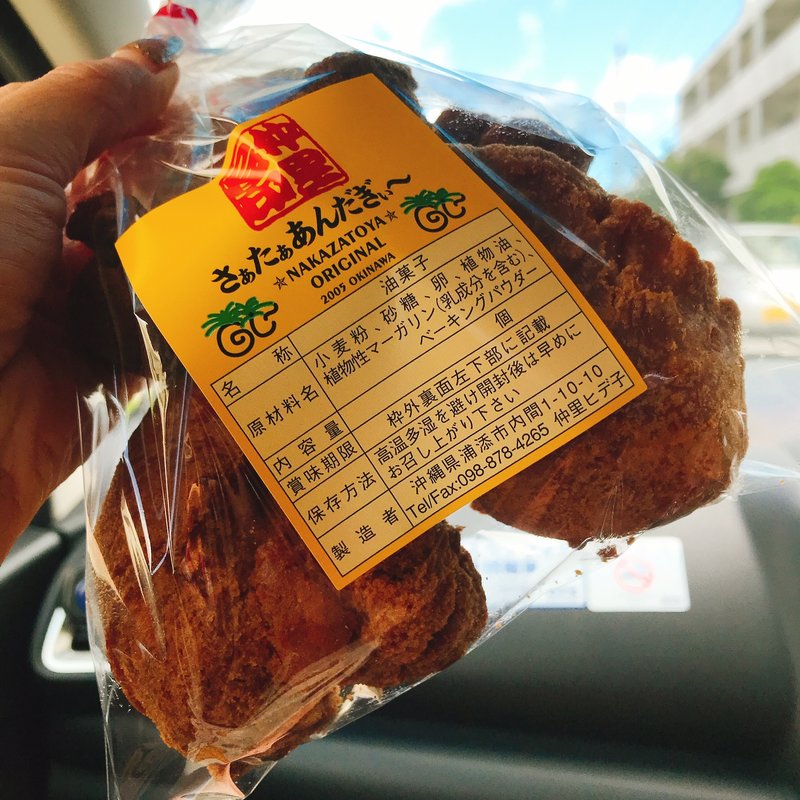 仲里屋
さぁたぁあんだぎぃ〜
★NAKAZATOYA★
ORIGINAL
2005 OKINAWA
名称 油菓子
原材料名 小麦粉、砂糖、卵、植物油、
植物性マーガリン(乳成分を含む)、
ベーキングパウダー
内容量 個
賞味期限 枠外裏面左下部に記載
保存方法 高温多湿を避け開封後は早めに
お召し上がり下さい
製造者 沖縄県浦添市内間1-10-10
Tel/Fax:098-878-4265 仲里ヒデ子